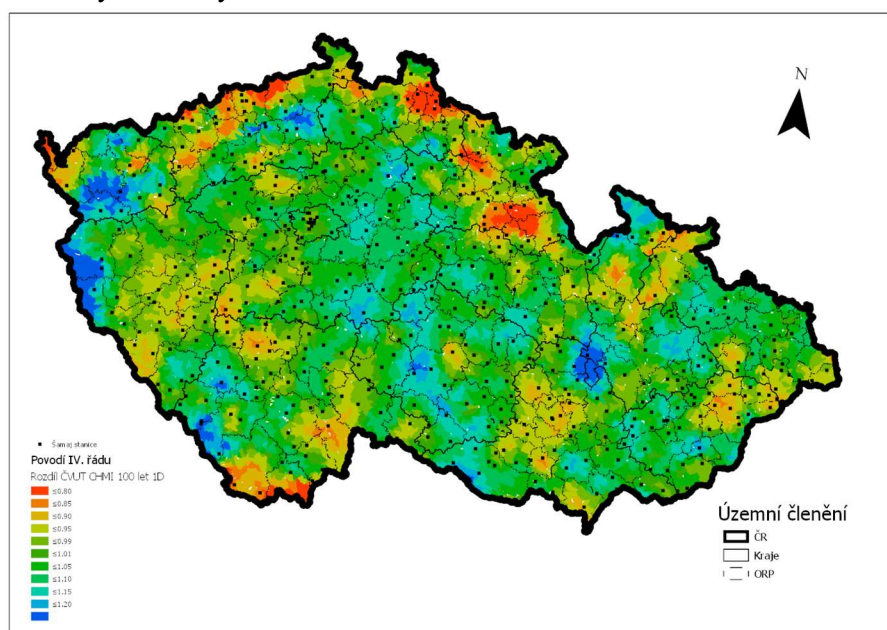 N
Šamaj stanice
Povodí IV. řádu
Rozdíl ČVUT CHMI 100 let 1D
≤0.80
≤0.85
≤0.90
≤0.95
≤0.99
≤1.01
≤1.05
≤1.10
≤1.15
≤1.20
Územní členění
ČR
Kraje
ORP